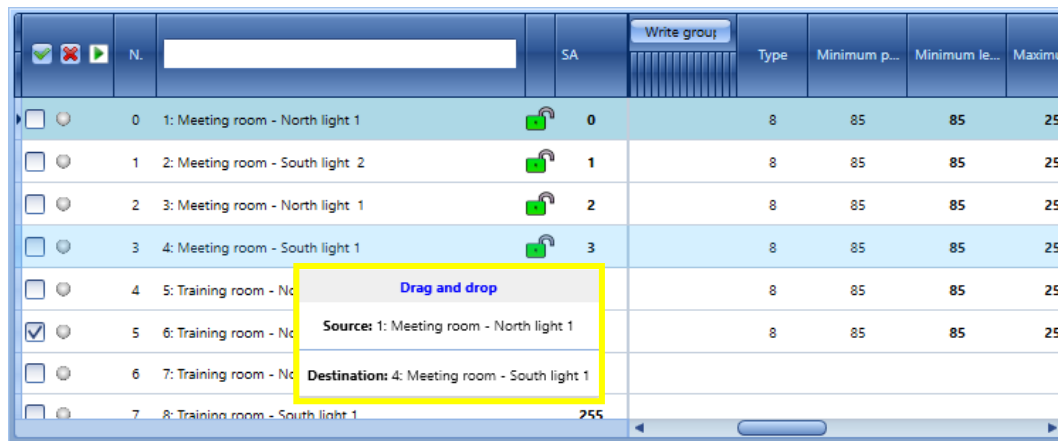 N. SA Write group Type Minimum p... Minimum le... Maximu
0 1: Meeting room - North light 1 0 8 85 85 25
1 2: Meeting room - South light 2 1 8 85 85 25
2 3: Meeting room - North light 1 2 8 85 85 25
3 4: Meeting room - South light 1 3 8 85 85 25
4 5: Training room - No 8 85 85 25
5 6: Training room - No 8 85 85 25
6 7: Training room - No
7 8: Training room - South light 1 255
Drag and drop
Source: 1: Meeting room - North light 1
Destination: 4: Meeting room - South light 1